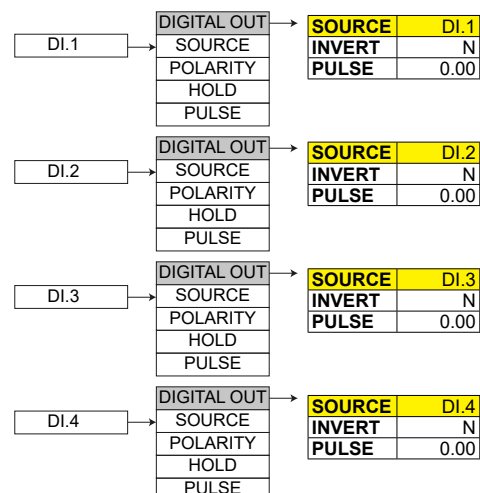 DI.1
DIGITAL OUT
SOURCE
POLARITY
HOLD
PULSE
SOURCE DI.1
INVERT N
PULSE 0.00
DI.2
DIGITAL OUT
SOURCE
POLARITY
HOLD
PULSE
SOURCE DI.2
INVERT N
PULSE 0.00
DI.3
DIGITAL OUT
SOURCE
POLARITY
HOLD
PULSE
SOURCE DI.3
INVERT N
PULSE 0.00
DI.4
DIGITAL OUT
SOURCE
POLARITY
HOLD
PULSE
SOURCE DI.4
INVERT N
PULSE 0.00